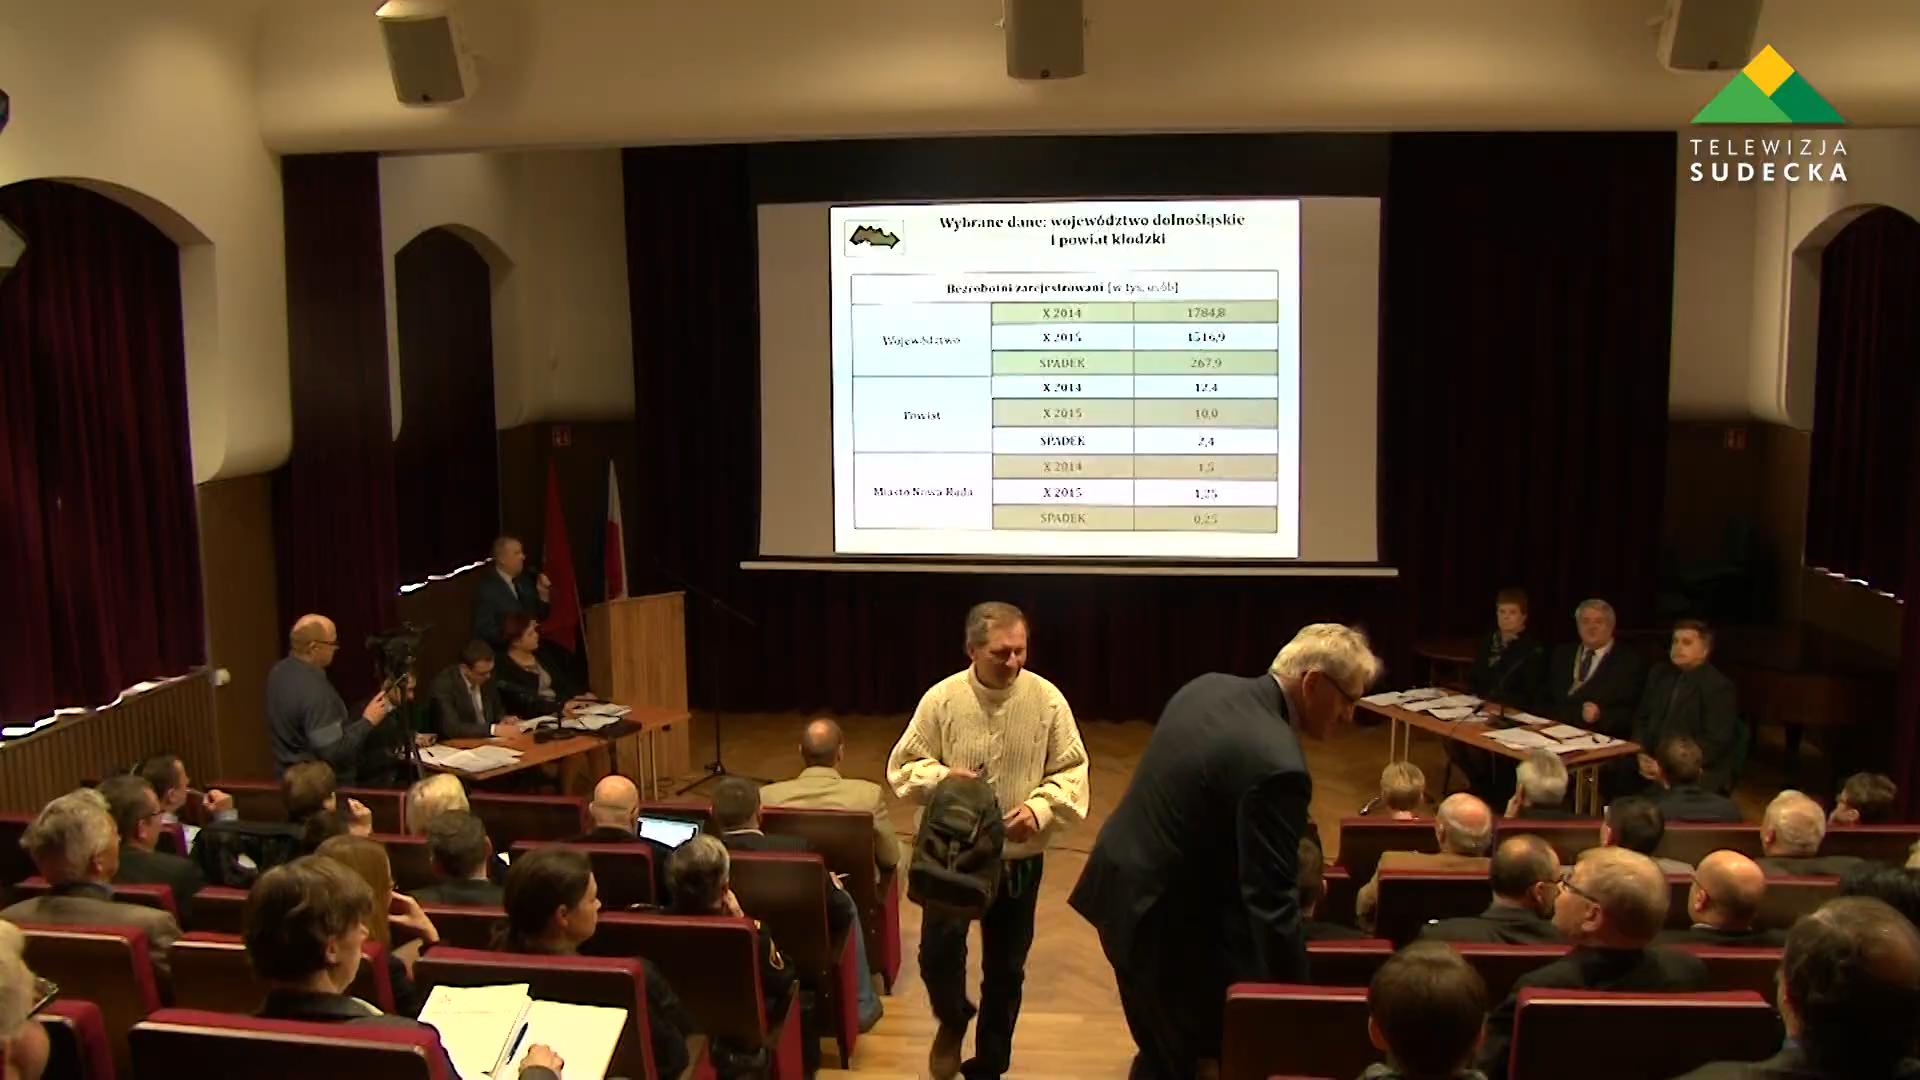 TELEWIZJA
SUDECKA
Wybrane dane: województwo dolnośląskie
i powiat kłodzki
Bezrobotni zarejestrowani [w tys. osób]
Województwo
X 2014 1784,8
X 2015 1516,9
SPADEK 267,9
Powiat
X 2014 12,4
X 2015 10,0
SPADEK 2,4
Miasto Nowa Ruda
X 2014 1,5
X 2015 1,25
SPADEK 0,25